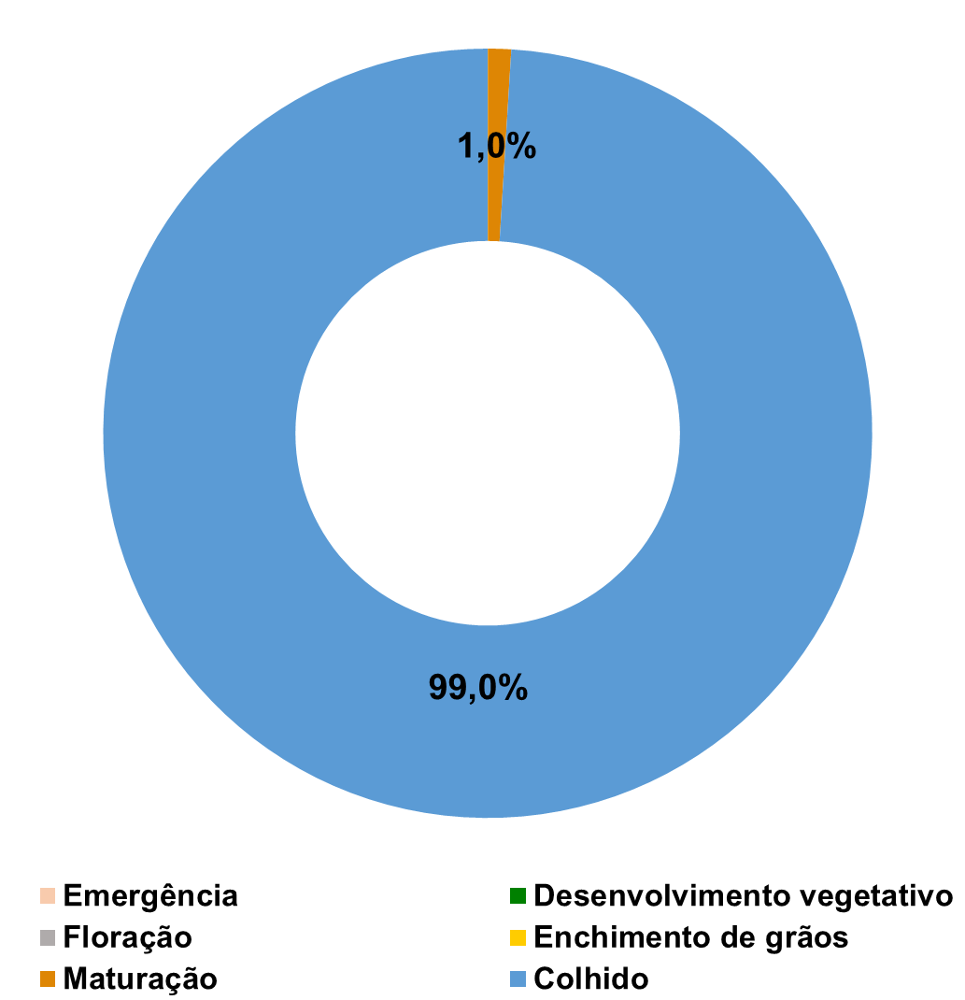 1,0%
99,0%
Emergência
Desenvolvimento vegetativo
Floração
Enchimento de grãos
Maturação
Colhido